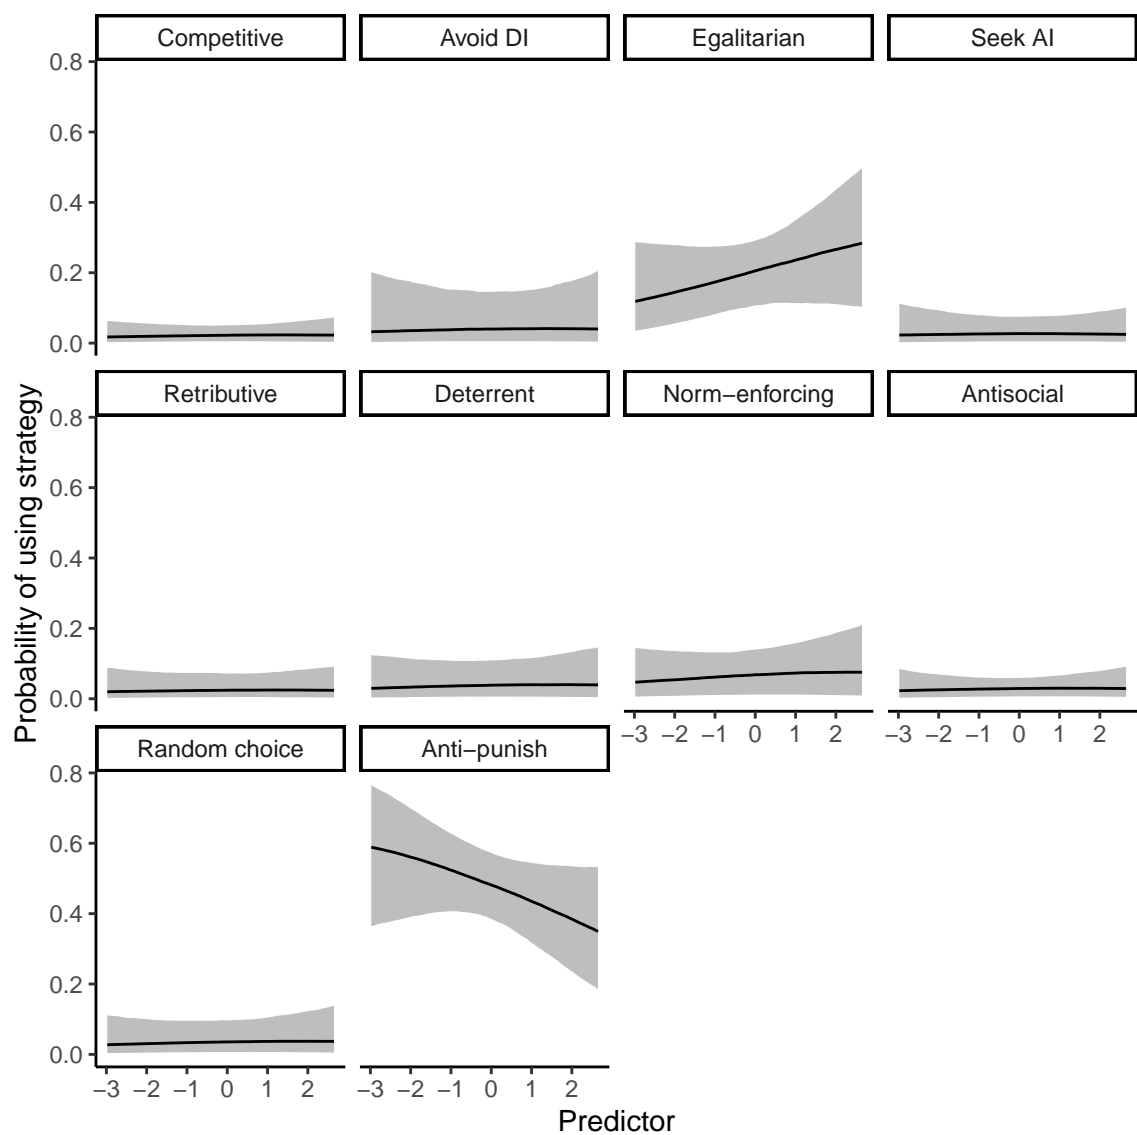 Competitive Avoid DI Egalitarian Seek AI
0.8
0.6
0.4
0.2
0.0
Retributive Deterrent Norm−enforcing Antisocial
0.8
0.6
0.4
0.2
0.0
−3 −2 −1 0 1 2 −3 −2 −1 0 1 2
Random choice Anti−punish
0.8
0.6
0.4
0.2
0.0
−3 −2 −1 0 1 2 −3 −2 −1 0 1 2
Predictor
Probability of using strategy